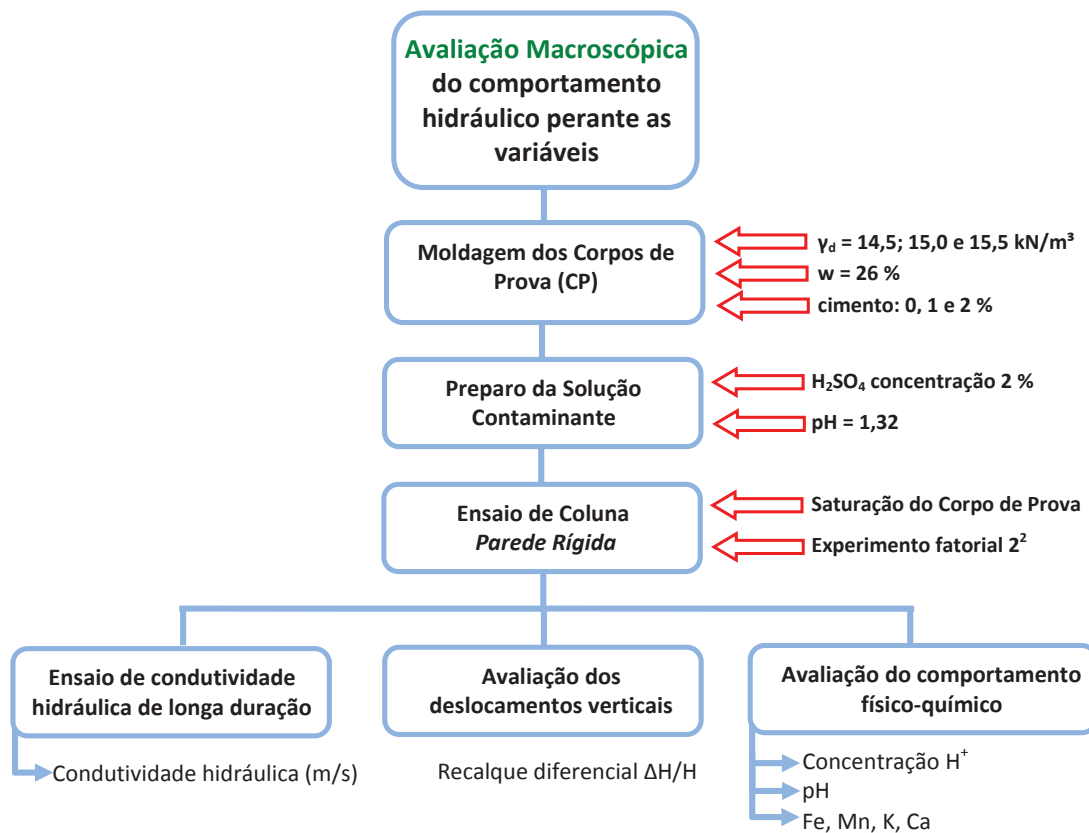 Avaliação Macroscópica
do comportamento
hidráulico perante as
variáveis
Moldagem dos Corpos de
Prova (CP)
γd = 14,5; 15,0 e 15,5 kN/m³
w = 26 %
cimento: 0, 1 e 2 %
Preparo da Solução
Contaminante
H₂SO₄ concentração 2 %
pH = 1,32
Ensaio de Coluna
Parede Rígida
Saturação do Corpo de Prova
Experimento fatorial 2²
Ensaio de condutividade
hidráulica de longa duração
Condutividade hidráulica (m/s)
Avaliação dos
deslocamentos verticais
Recalque diferencial ΔH/H
Avaliação do comportamento
físico-químico
Concentração H⁺
pH
Fe, Mn, K, Ca